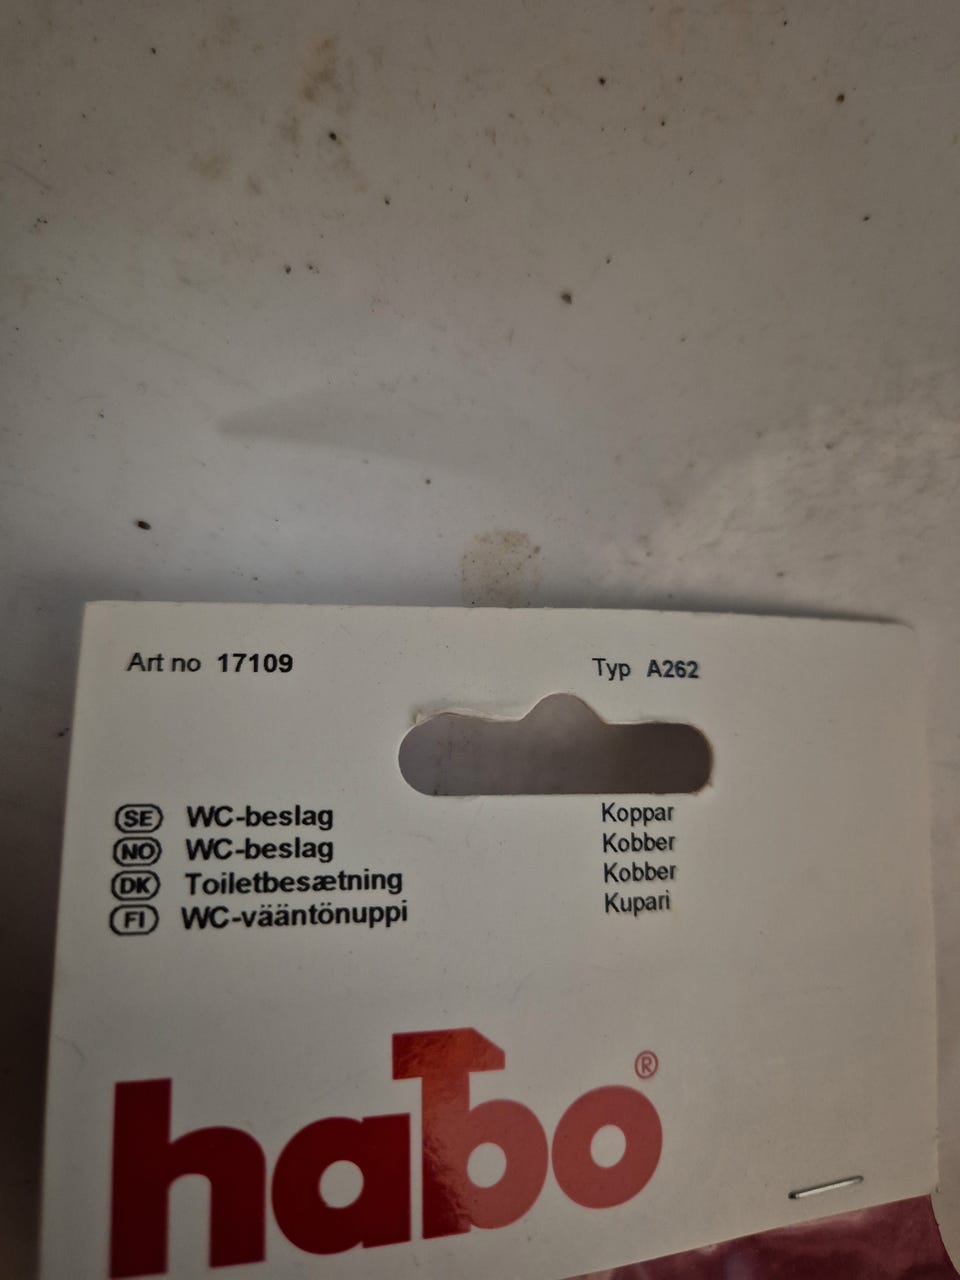 Art no 17109 Typ A262
SE WC-beslag Koppar
NO WC-beslag Kobber
DK Toiletbesætning Kobber
FI WC-vääntönuppi Kupari
habo®